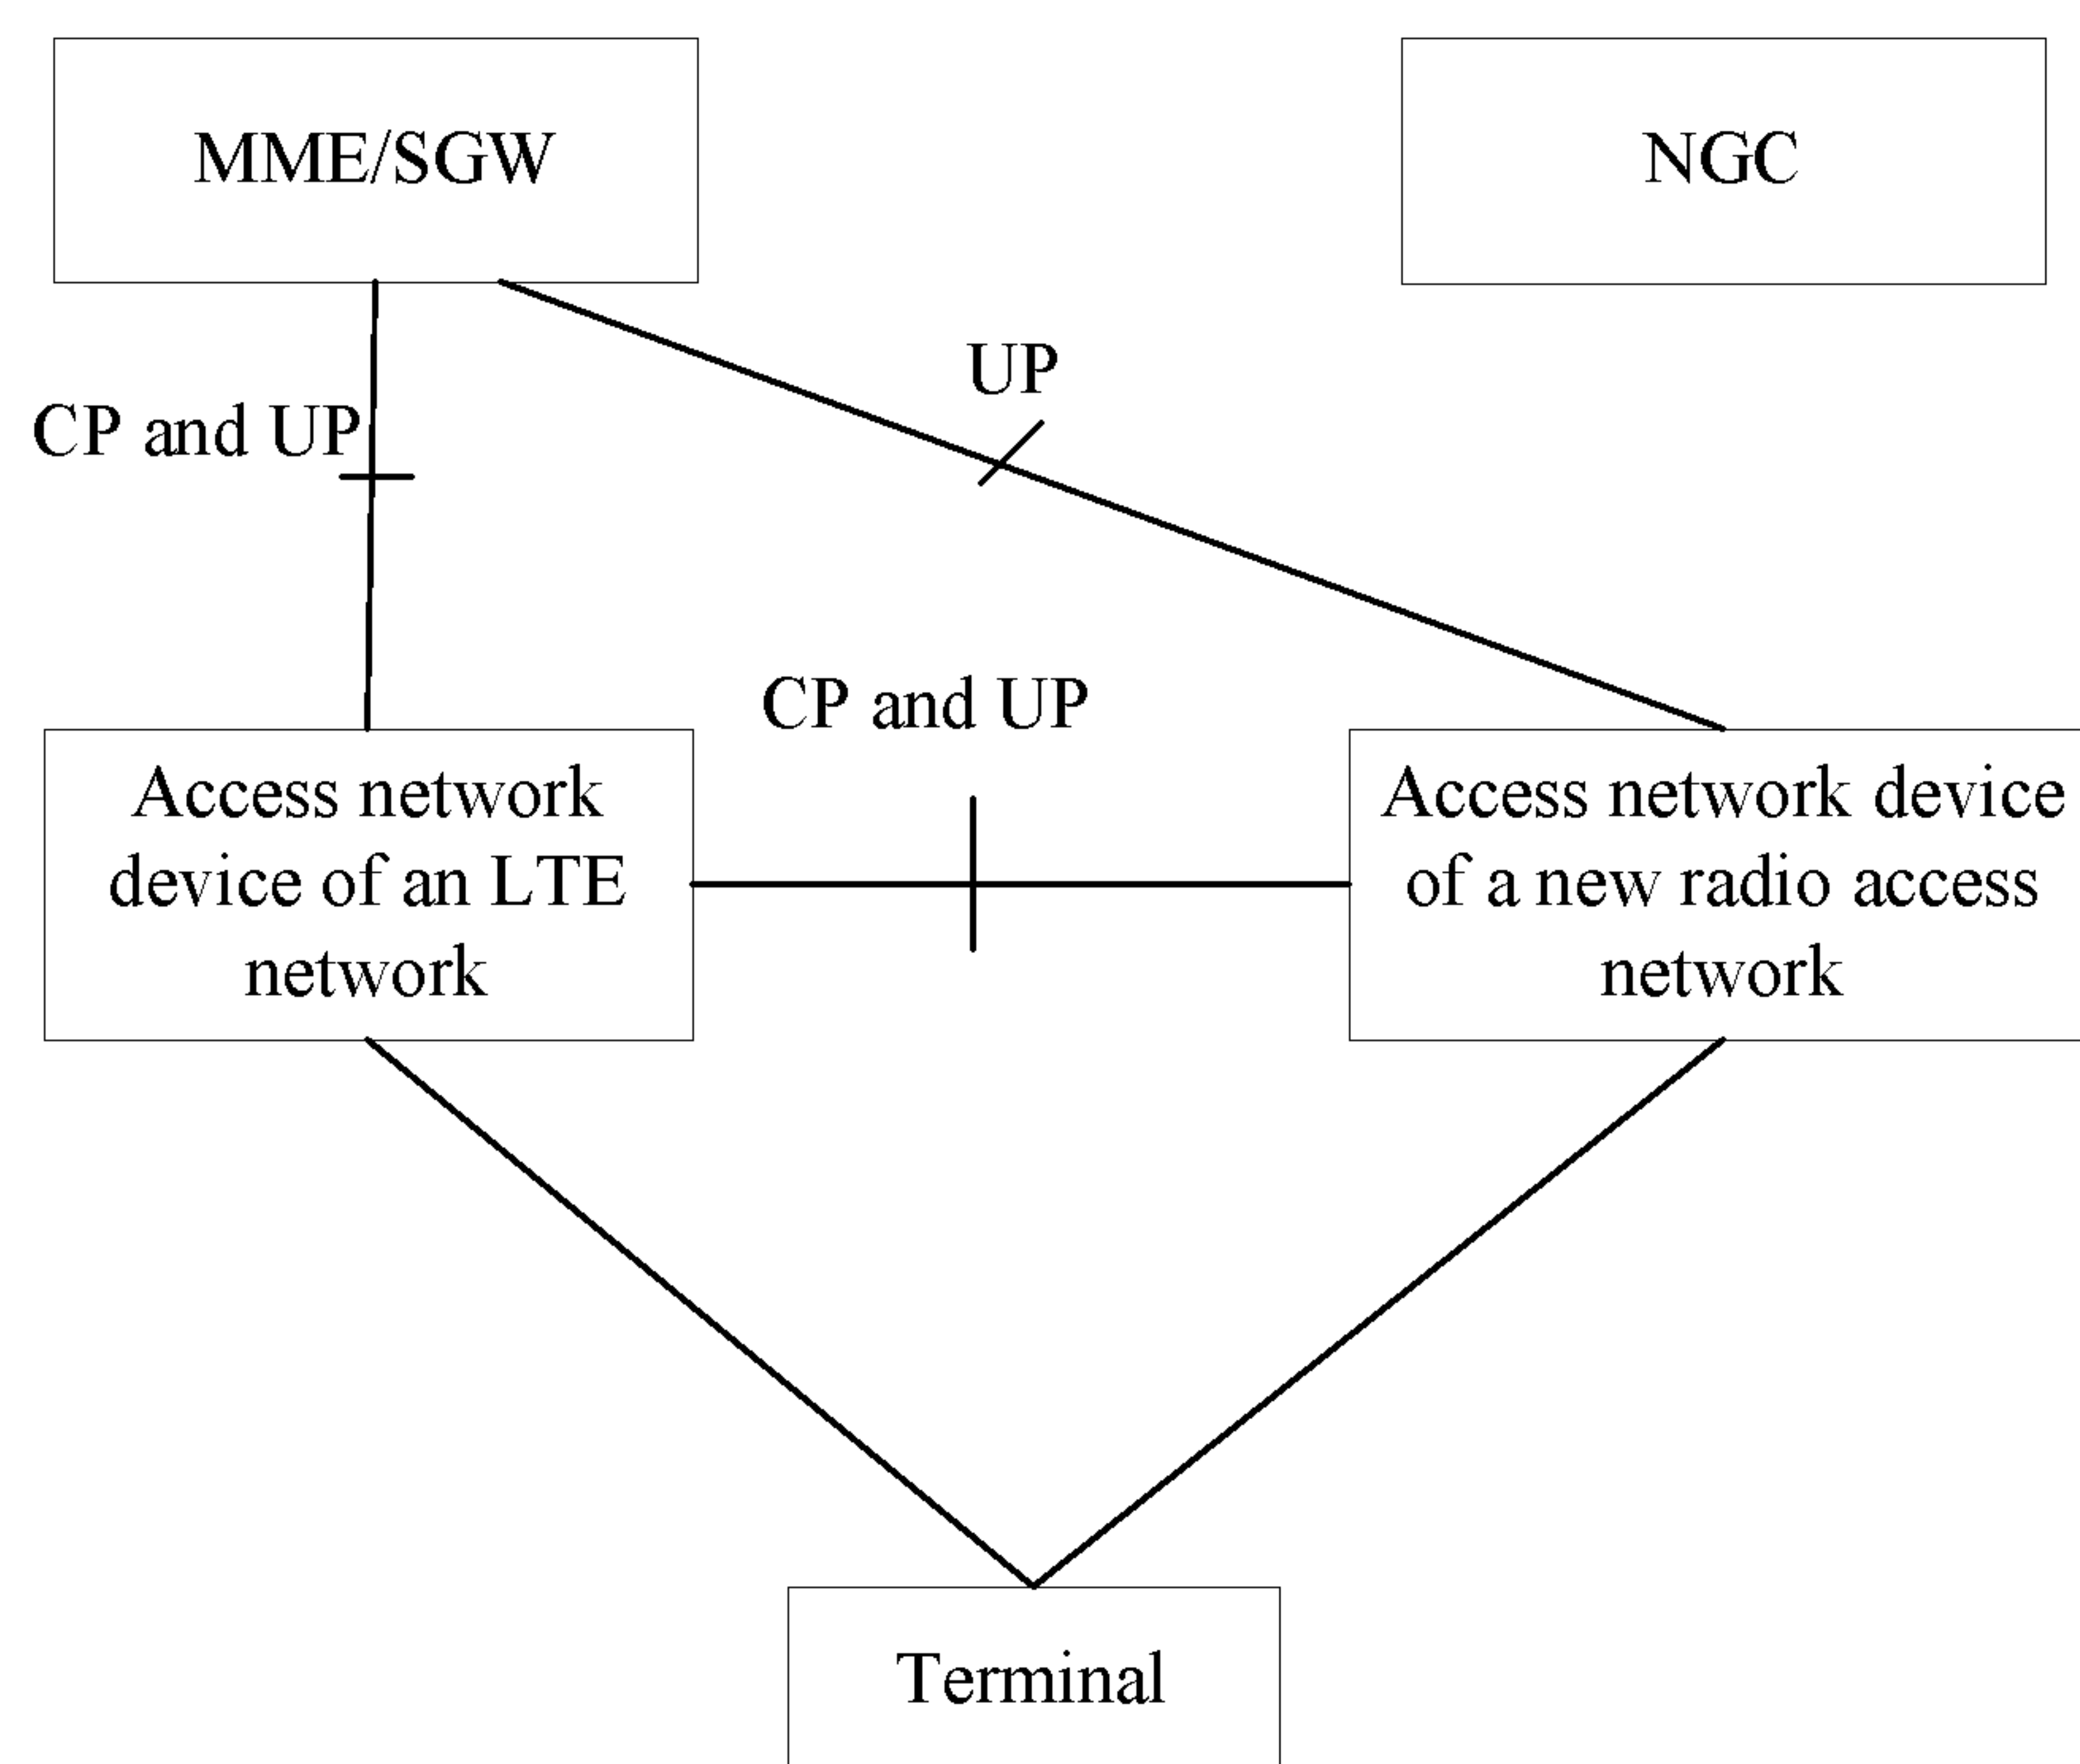 MME/SGW
NGC
UP
CP and UP
CP and UP
Access network
device of an LTE
network
Access network device
of a new radio access
network
Terminal